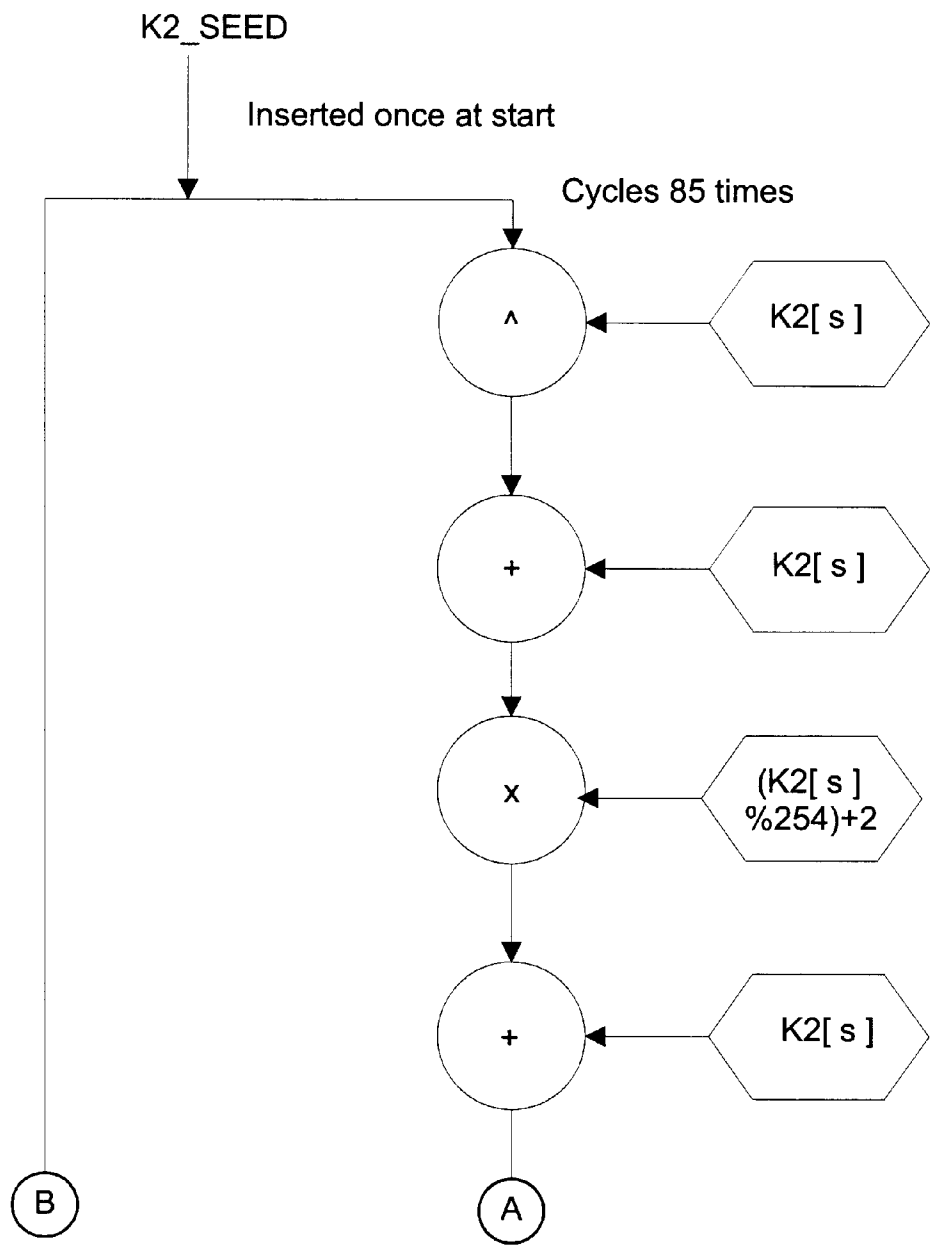 K2_SEED
Inserted once at start
Cycles 85 times
^
K2[ s ]
+
K2[ s ]
x
(K2[ s ]
%254)+2
+
K2[ s ]
B
A